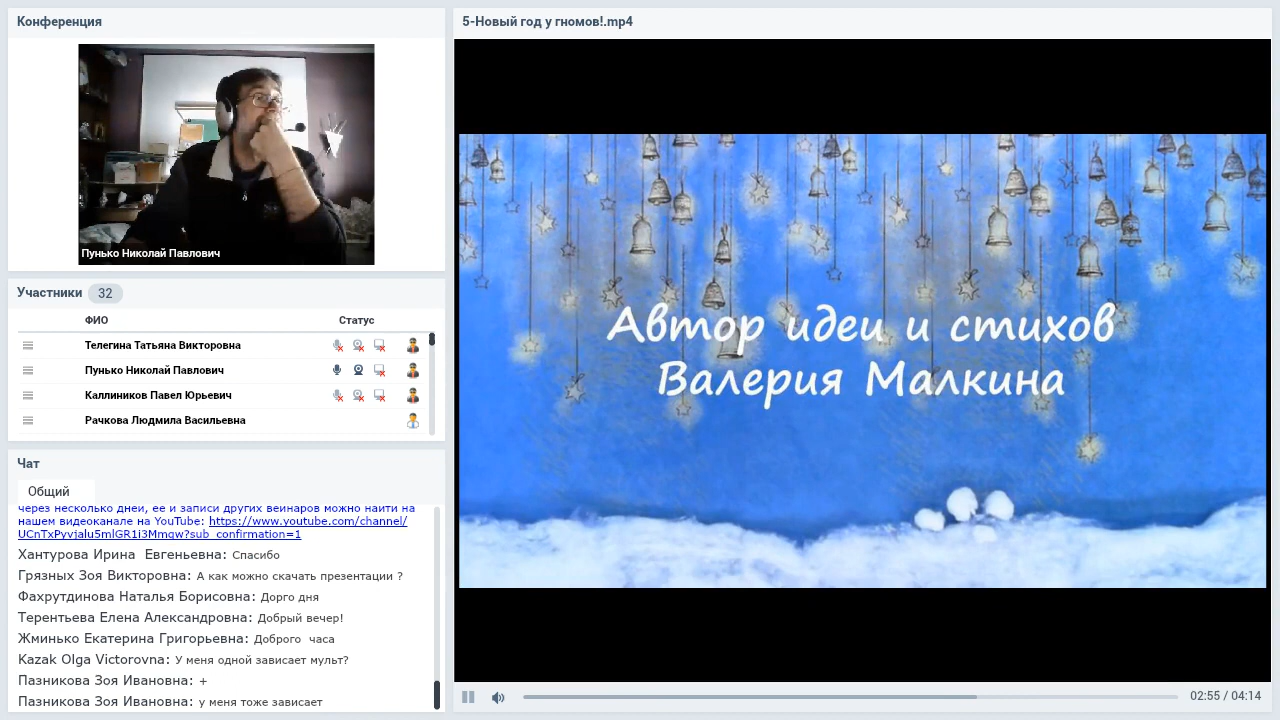 Конференция
Пунько Николай Павлович
Участники 32
ФИО Статус
Телегина Татьяна Викторовна
Пунько Николай Павлович
Каллиников Павел Юрьевич
Рачкова Людмила Васильевна
Чат
Общий
через несколько дней, ее и записи других веинаров можно найти на
нашем видеоканале на YouTube: https://www.youtube.com/channel/
UCnTxPyvjalu5mlGR1i3Mmqw?sub_confirmation=1
Хантурова Ирина Евгеньевна: Спасибо
Грязных Зоя Викторовна: А как можно скачать презентации ?
Фахрутдинова Наталья Борисовна: Дорго дня
Терентьева Елена Александровна: Добрый вечер!
Жминько Екатерина Григорьевна: Доброго часа
Kazak Olga Victorovna: У меня одной зависает мульт?
Пазникова Зоя Ивановна: +
Пазникова Зоя Ивановна: у меня тоже зависает
5-Новый год у гномов!.mp4
Автор идеи и стихов
Валерия Малкина
02:55 / 04:14